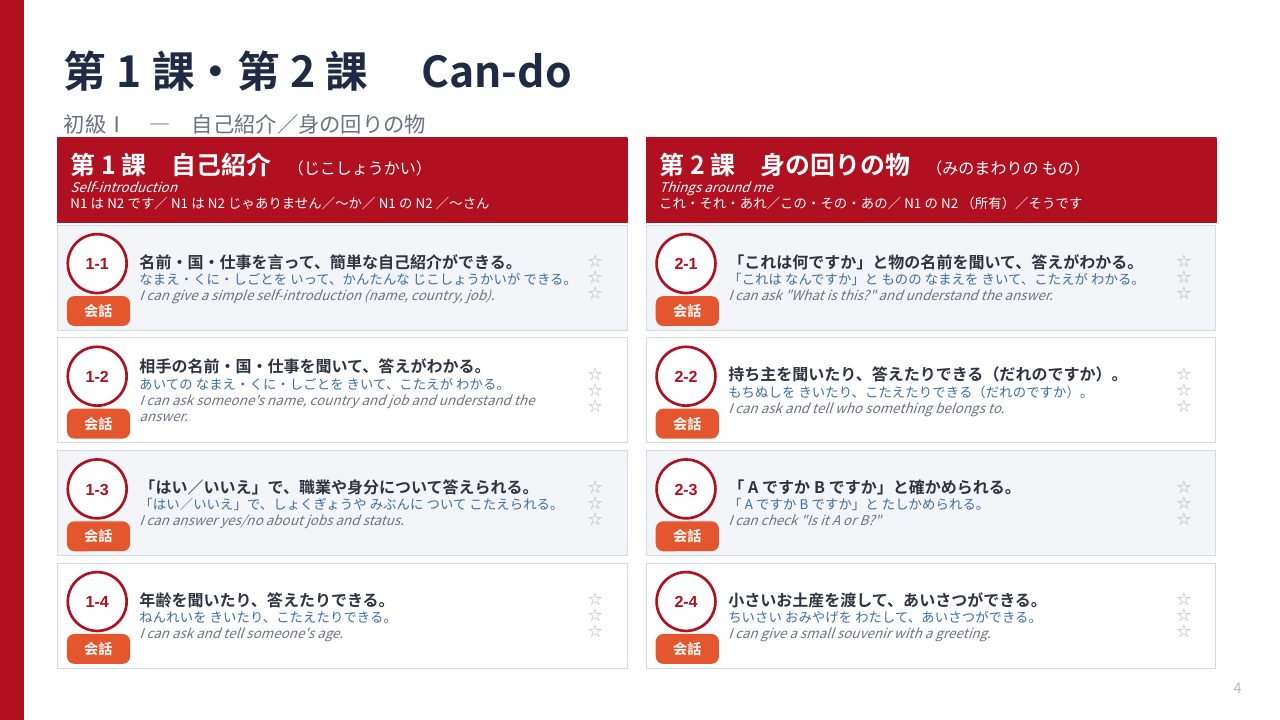 第1課・第2課　Can-do
初級Ⅰ　―　自己紹介／身の回りの物
第1課　自己紹介　（じこしょうかい）
Self-introduction
N1 は N2 です／ N1 は N2 じゃありません／～か／ N1 の N2 ／～さん
1-1
会話
名前・国・仕事を言って、簡単な自己紹介ができる。
なまえ・くに・しごとを いって、かんたんな じこしょうかいが できる。
I can give a simple self-introduction (name, country, job).
☆
☆
☆
1-2
会話
相手の名前・国・仕事を聞いて、答えがわかる。
あいての なまえ・くに・しごとを きいて、こたえが わかる。
I can ask someone's name, country and job and understand the
answer.
☆
☆
☆
1-3
会話
「はい／いいえ」で、職業や身分について答えられる。
「はい／いいえ」で、しょくぎょうや みぶんに ついて こたえられる。
I can answer yes/no about jobs and status.
☆
☆
☆
1-4
会話
年齢を聞いたり、答えたりできる。
ねんれいを きいたり、こたえたりできる。
I can ask and tell someone's age.
☆
☆
☆
第2課　身の回りの物　（みのまわりの もの）
Things around me
これ・それ・あれ／この・その・あの／ N1 の N2 （所有）／そうです
2-1
会話
「これは何ですか」と物の名前を聞いて、答えがわかる。
「これは なんですか」と ものの なまえを きいて、こたえが わかる。
I can ask "What is this?" and understand the answer.
☆
☆
☆
2-2
会話
持ち主を聞いたり、答えたりできる（だれのですか）。
もちぬしを きいたり、こたえたりできる（だれのですか）。
I can ask and tell who something belongs to.
☆
☆
☆
2-3
会話
「 A ですか B ですか」と確かめられる。
「 A ですか B ですか」と たしかめられる。
I can check "Is it A or B?"
☆
☆
☆
2-4
会話
小さいお土産を渡して、あいさつができる。
ちいさい おみやげを わたして、あいさつができる。
I can give a small souvenir with a greeting.
☆
☆
☆
4